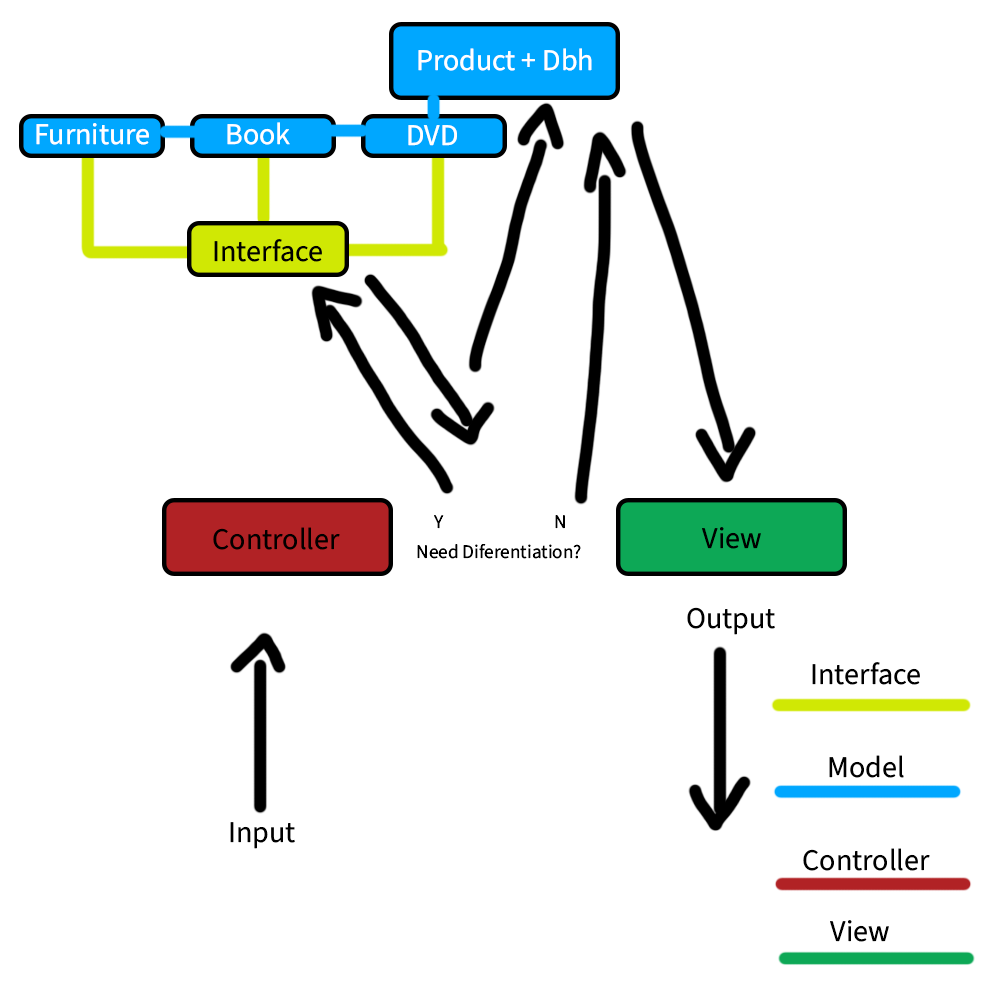 Product + Dbh
Furniture
Book
DVD
Interface
Y
N
Need Diferentiation?
Controller
View
Output
Input
Interface
Model
Controller
View